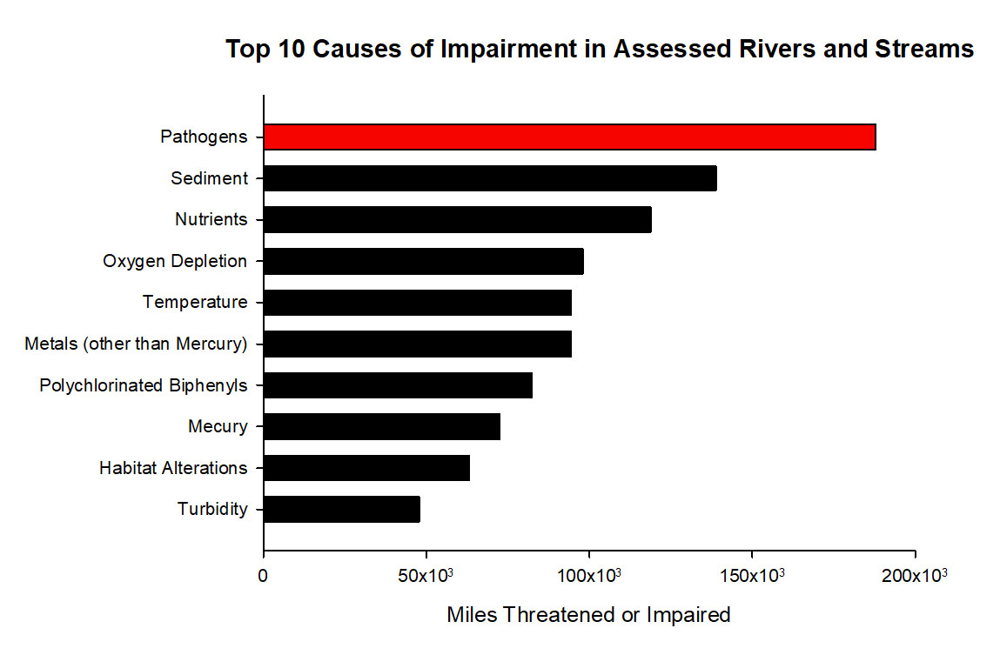 Top 10 Causes of Impairment in Assessed Rivers and Streams
Pathogens
Sediment
Nutrients
Oxygen Depletion
Temperature
Metals (other than Mercury)
Polychlorinated Biphenyls
Mecury
Habitat Alterations
Turbidity
0 50x10³ 100x10³ 150x10³ 200x10³
Miles Threatened or Impaired